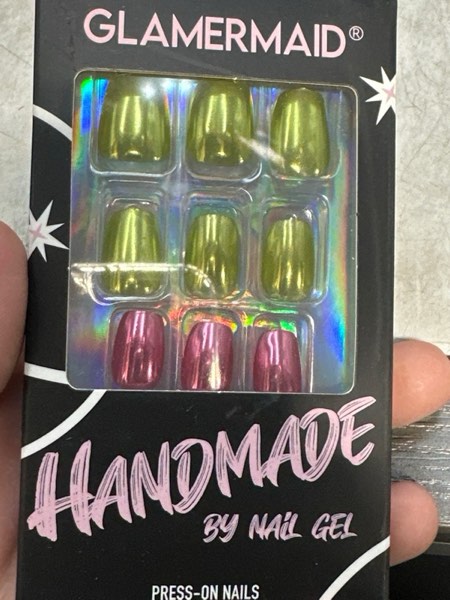 GLAMERMAID®
HANDMADE
BY NAIL GEL
PRESS-ON NAILS